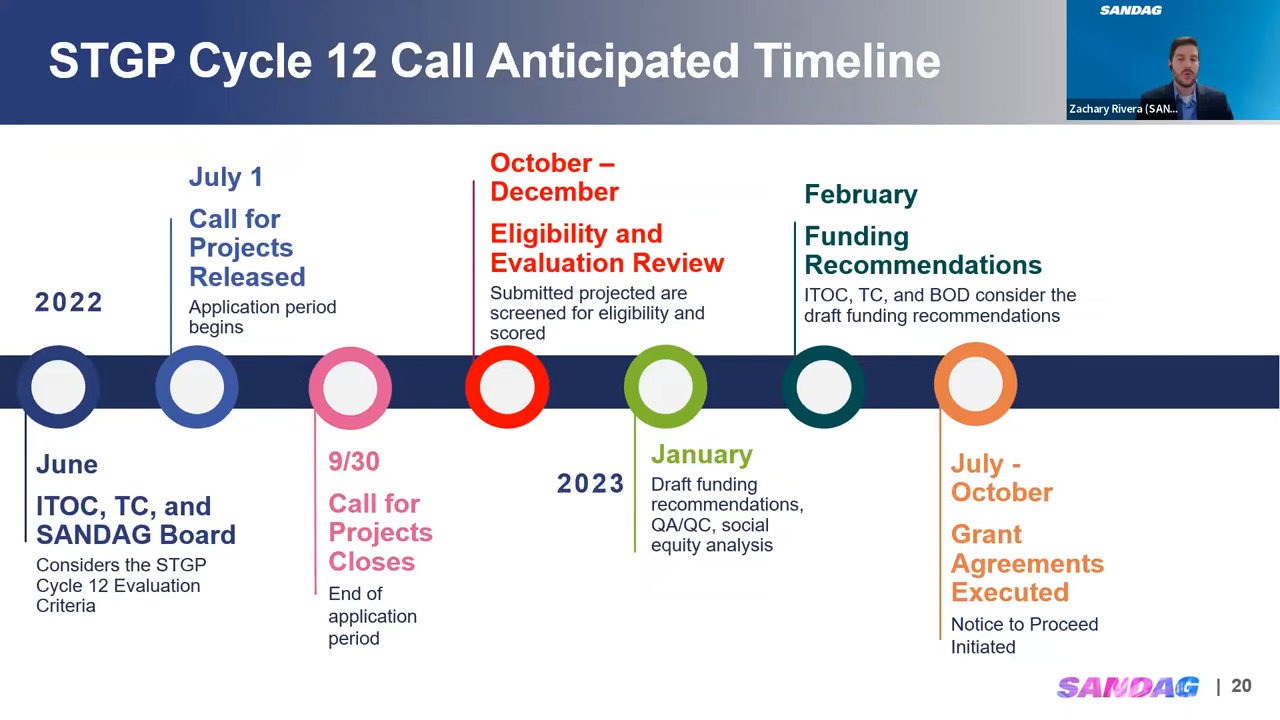 STGP Cycle 12 Call Anticipated Timeline
SANDAG
Zachary Rivera (SAN...
2022
June
ITOC, TC, and
SANDAG Board
Considers the STGP
Cycle 12 Evaluation
Criteria
July 1
Call for
Projects
Released
Application period
begins
9/30
Call for
Projects
Closes
End of
application
period
October –
December
Eligibility and
Evaluation Review
Submitted projected are
screened for eligibility and
scored
2023
January
Draft funding
recommendations,
QA/QC, social
equity analysis
February
Funding
Recommendations
ITOC, TC, and BOD consider the
draft funding recommendations
July -
October
Grant
Agreements
Executed
Notice to Proceed
Initiated
SANDAG | 20